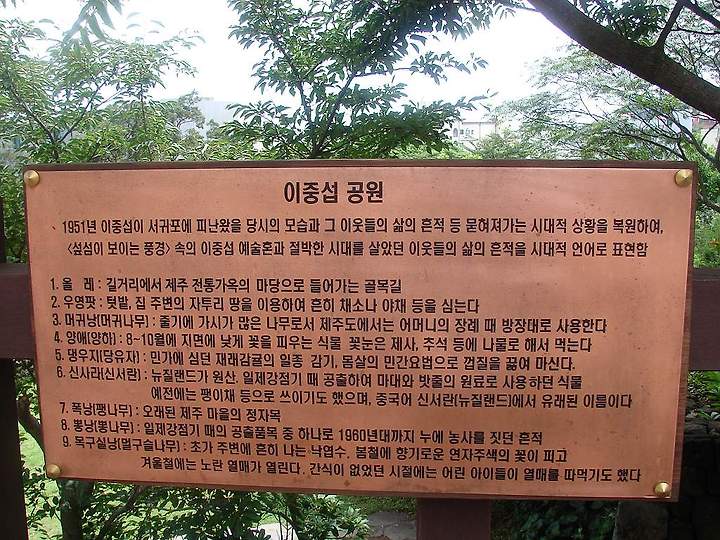 이중섭 공원
1951년 이중섭이 서귀포에 피난왔을 당시의 모습과 그 이웃들의 삶의 흔적 등 묻혀져가는 시대적 상황을 복원하여,
〈섶섬이 보이는 풍경〉 속의 이중섭 예술혼과 절박한 시대를 살았던 이웃들의 삶의 흔적을 시대적 언어로 표현함
1. 올 레 : 길거리에서 제주 전통가옥의 마당으로 들어가는 골목길
2. 우영팟 : 텃밭, 집 주변의 자투리 땅을 이용하여 흔히 채소나 야채 등을 심는다
3. 머귀낭(머귀나무) : 줄기에 가시가 많은 나무로서 제주도에서는 어머니의 장례 때 방장대로 사용한다
4. 양애(양하) : 8~10월에 지면에 낮게 꽃을 피우는 식물 꽃눈은 제사, 추석 등에 나물로 해서 먹는다
5. 댕우지(당유자) : 민가에 심던 재래감귤의 일종 감기, 몸살의 민간요법으로 껍질을 끓여 마신다.
6. 신사라(신서란) : 뉴질랜드가 원산. 일제강점기 때 공출하여 마대와 밧줄의 원료로 사용하던 식물
예전에는 팽이채 등으로 쓰이기도 했으며, 중국어 신서란(뉴질랜드)에서 유래된 이름이다
7. 폭낭(팽나무) : 오래된 제주 마을의 정자목
8. 뽕낭(뽕나무) : 일제강점기 때의 공출품목 중 하나로 1960년대까지 누에 농사를 짓던 흔적
9. 목구실낭(멀구슬나무) : 초가 주변에 흔히 나는 낙엽수. 봄철에 향기로운 연자주색의 꽃이 피고
겨울철에는 노란 열매가 열린다. 간식이 없었던 시절에는 어린 아이들이 열매를 따먹기도 했다